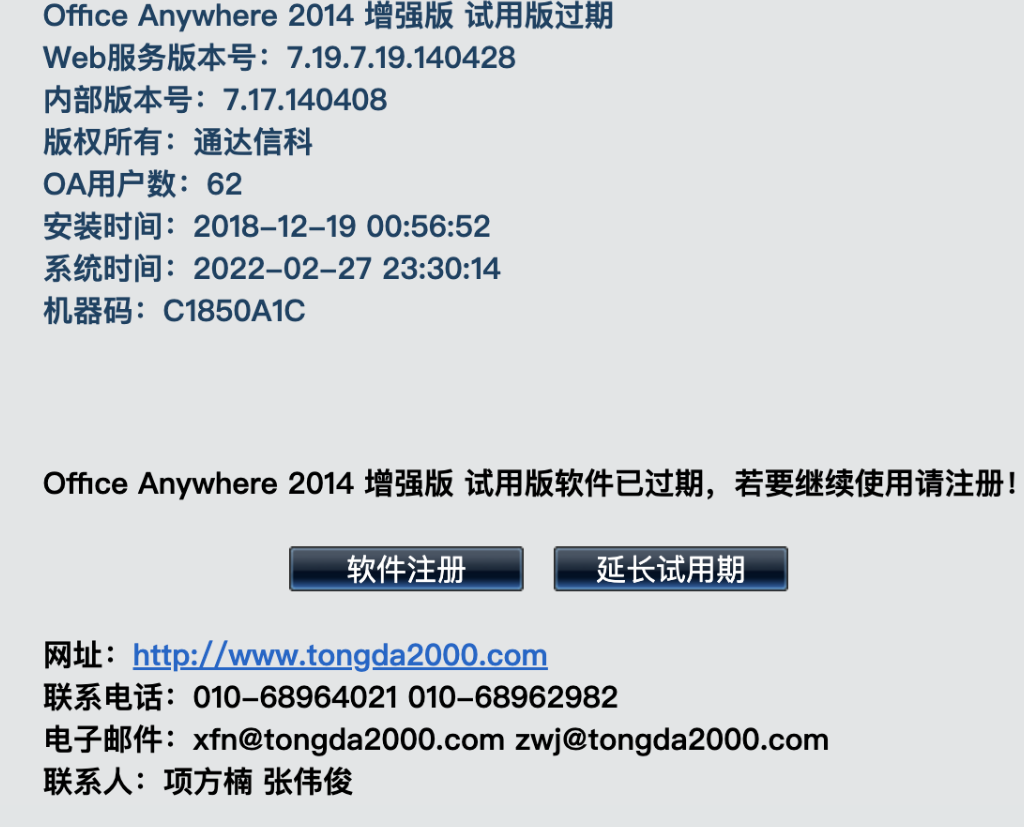 Office Anywhere 2014 增强版 试用版过期
Web服务版本号：7.19.7.19.140428
内部版本号：7.17.140408
版权所有：通达信科
OA用户数：62
安装时间：2018-12-19 00:56:52
系统时间：2022-02-27 23:30:14
机器码：C1850A1C
Office Anywhere 2014 增强版 试用版软件已过期，若要继续使用请注册！
软件注册 延长试用期
网址：http://www.tongda2000.com
联系电话：010-68964021 010-68962982
电子邮件：xfn@tongda2000.com zwj@tongda2000.com
联系人：项方楠 张伟俊